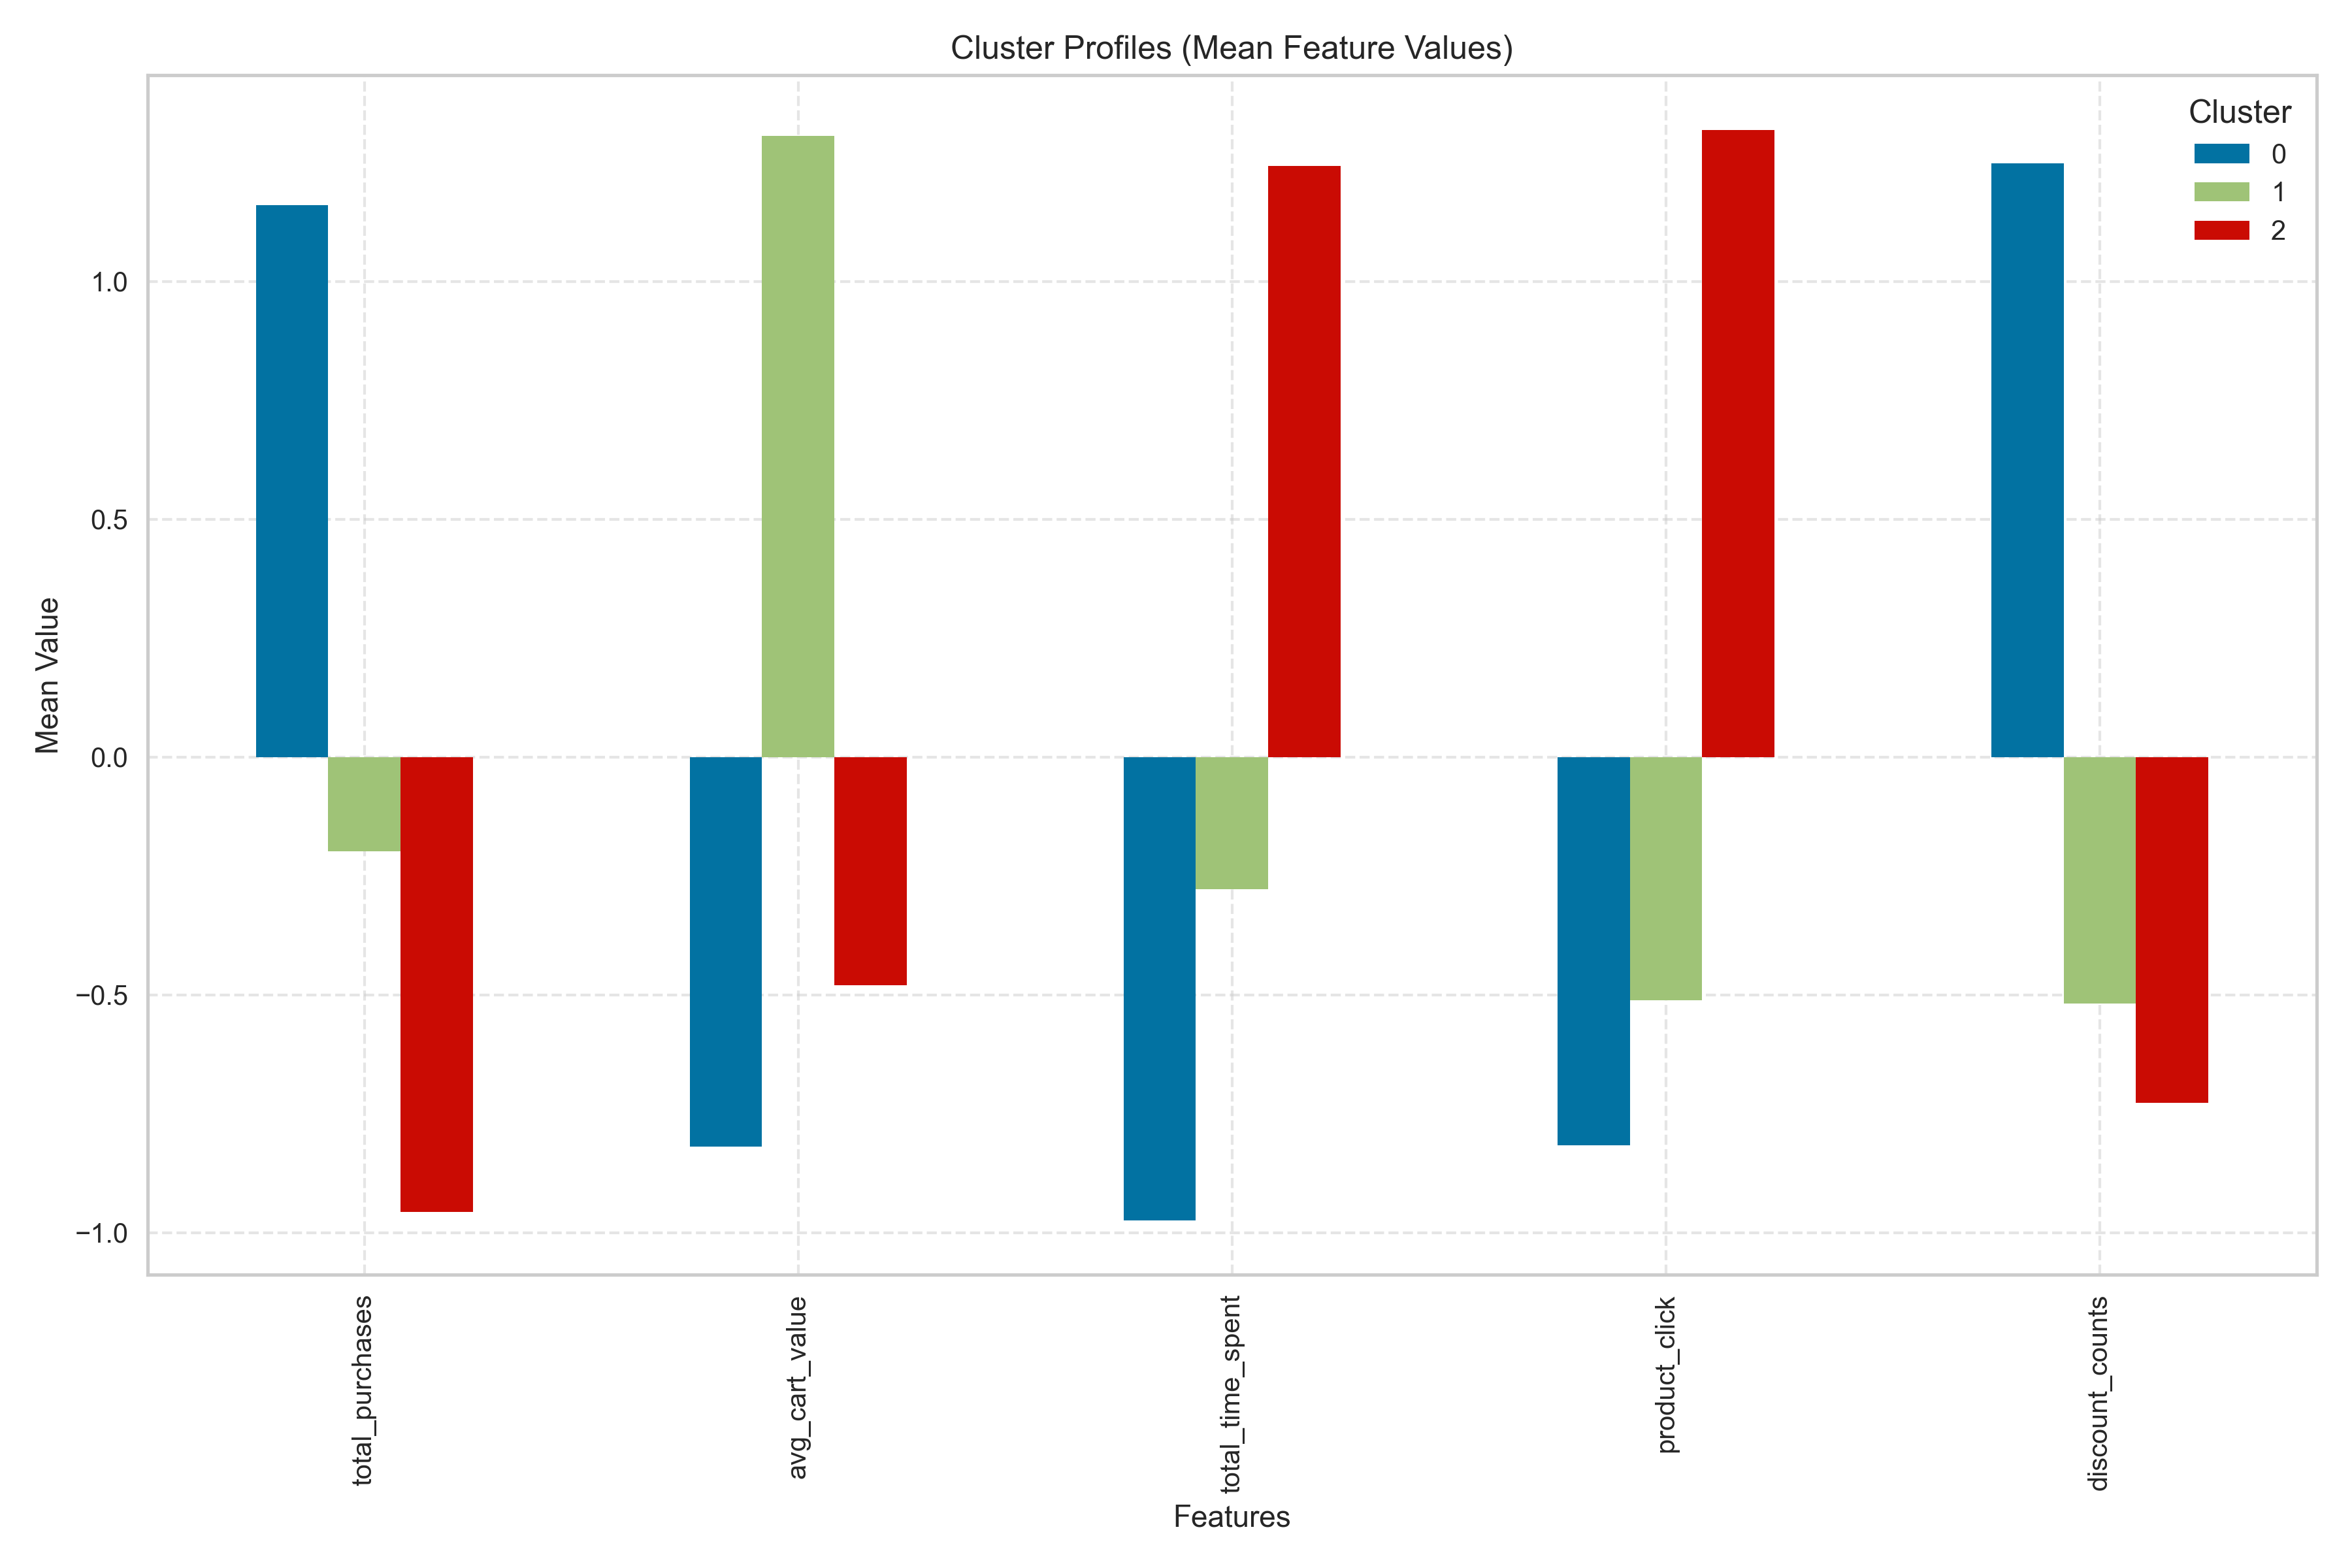 Cluster Profiles (Mean Feature Values)
Cluster
0
1
2
Mean Value
1.0
0.5
0.0
−0.5
−1.0
total_purchases
avg_cart_value
total_time_spent
product_click
discount_counts
Features